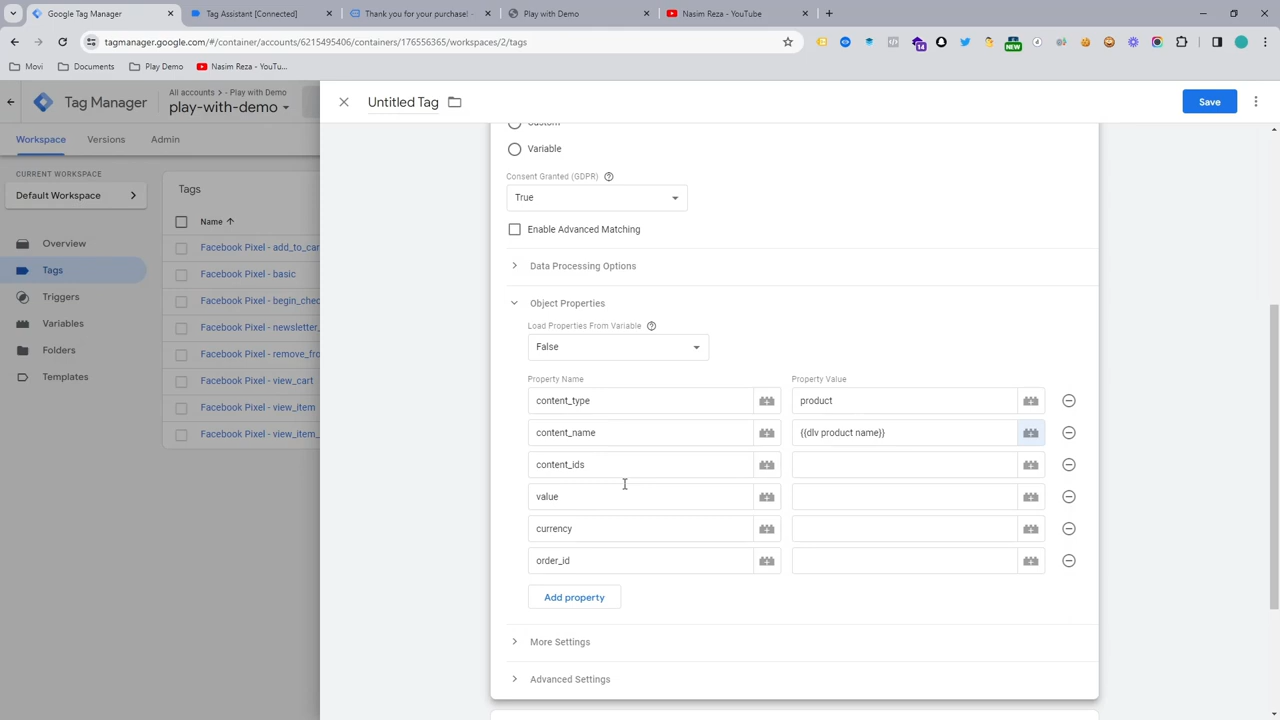 Google Tag Manager
Tag Assistant [Connected]
Thank you for your purchase! -
Play with Demo
Nasim Reza - YouTube
tagmanager.google.com/#/container/accounts/6215495406/containers/176556365/workspaces/2/tags
14
NEW
Movi
Documents
Play Demo
Nasim Reza - YouTu...
Tag Manager
All accounts > - Play with Demo
play-with-demo
Untitled Tag
Save
Workspace
Versions
Admin
CURRENT WORKSPACE
Default Workspace
Overview
Tags
Triggers
Variables
Folders
Templates
Tags
Name
Facebook Pixel - add_to_car
Facebook Pixel - basic
Facebook Pixel - begin_chec
Facebook Pixel - newsletter_
Facebook Pixel - remove_fro
Facebook Pixel - view_cart
Facebook Pixel - view_item
Facebook Pixel - view_item_
Custom
Variable
Consent Granted (GDPR)
True
Enable Advanced Matching
Data Processing Options
Object Properties
Load Properties From Variable
False
Property Name
Property Value
content_type
product
content_name
{{dlv product name}}
content_ids
value
currency
order_id
Add property
More Settings
Advanced Settings